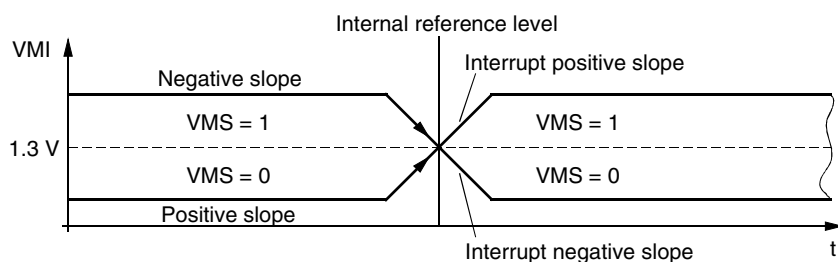 Internal reference level
VMI
Interrupt positive slope
Negative slope
VMS = 1
VMS = 1
1.3 V
VMS = 0
VMS = 0
Positive slope
Interrupt negative slope
t